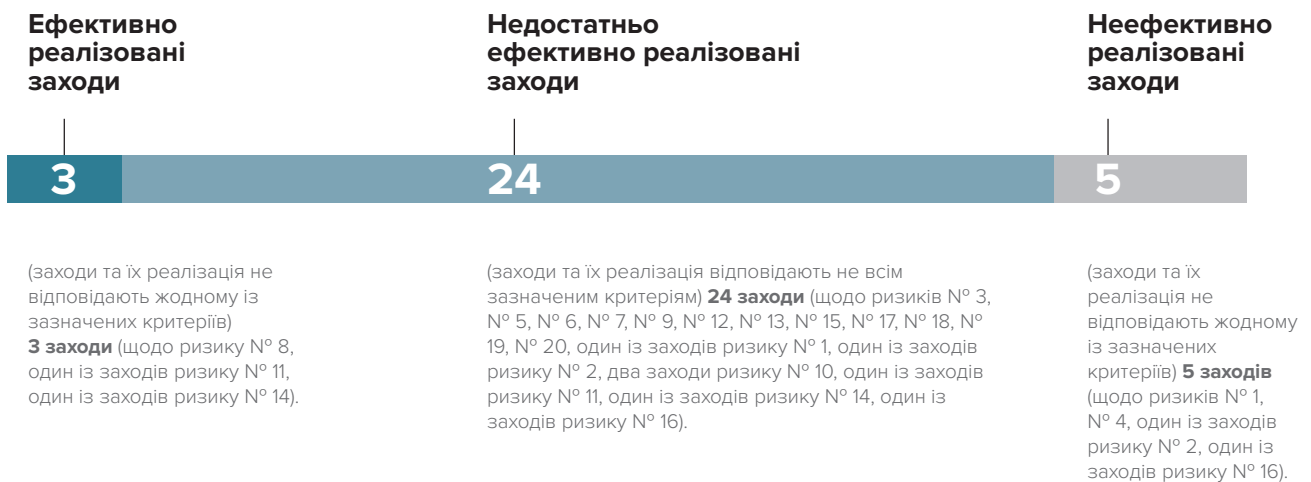 Ефективно
реалізовані
заходи
Недостатньо
ефективно реалізовані
заходи
Неефективно
реалізовані
заходи
3
24
5
(заходи та їх реалізація не
відповідають жодному із
зазначених критеріїв)
3 заходи (щодо ризику № 8,
один із заходів ризику № 11,
один із заходів ризику № 14).
(заходи та їх реалізація відповідають не всім
зазначеним критеріям) 24 заходи (щодо ризиків № 3,
№ 5, № 6, № 7, № 9, № 12, № 13, № 15, № 17, № 18, №
19, № 20, один із заходів ризику № 1, один із заходів
ризику № 2, два заходи ризику № 10, один із заходів
ризику № 11, один із заходів ризику № 14, один із
заходів ризику № 16).
(заходи та їх
реалізація не
відповідають жодному
із зазначених
критеріїв) 5 заходів
(щодо ризиків № 1,
№ 4, один із заходів
ризику № 2, один із
заходів ризику № 16).